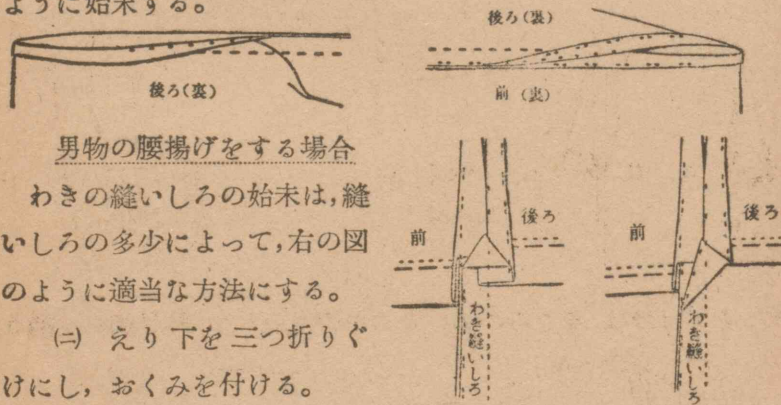 ように始末する。
後ろ(裏)
後ろ(裏)
前(裏)
男物の腰揚げをする場合
わきの縫いしろの始末は,縫
いしろの多少によって,右の図
のように適当な方法にする。
㈡ えり下を三つ折りぐ
けにし,おくみを付ける。
前
後ろ
わき縫いしろ
前
後ろ
わき縫いしろ